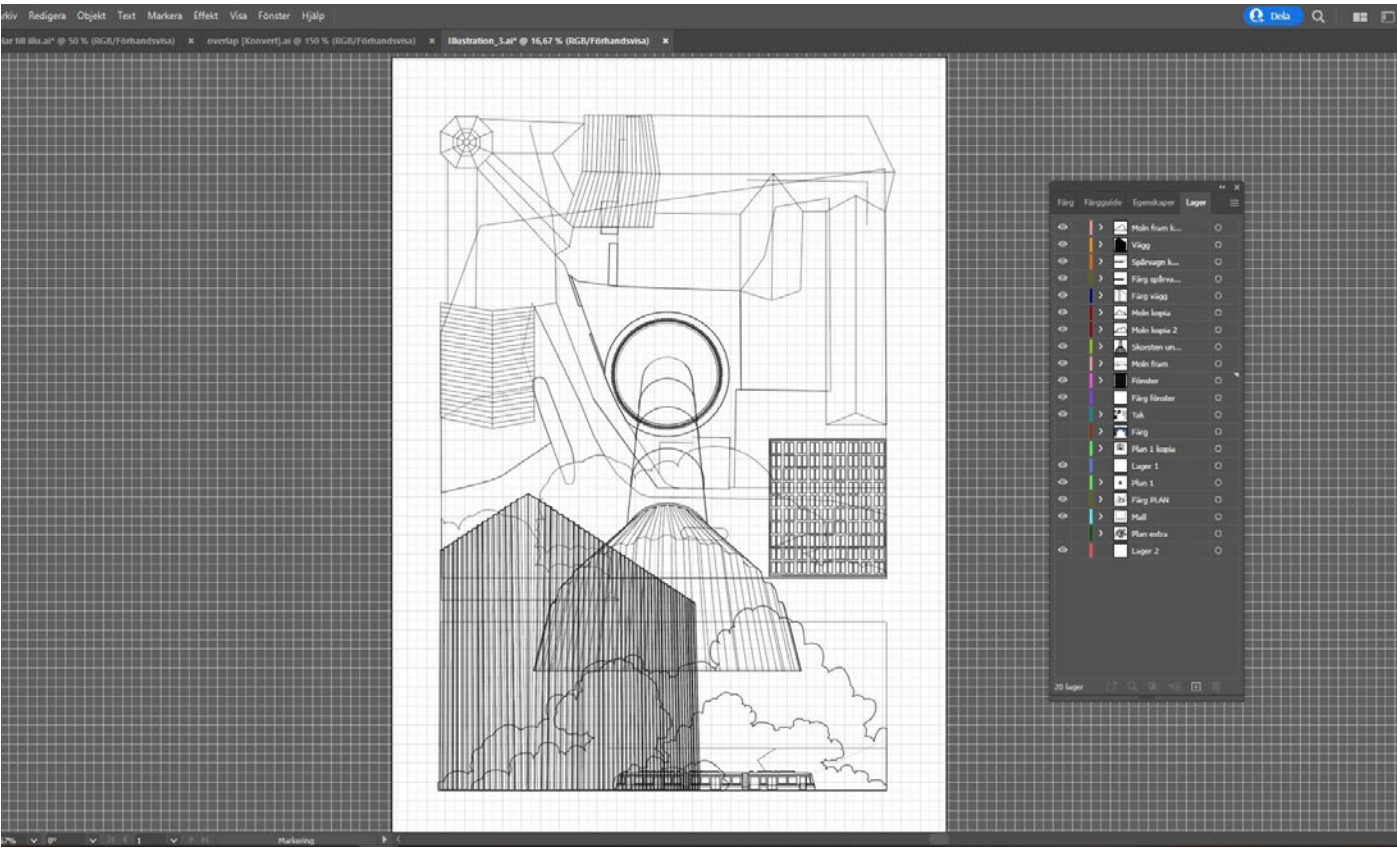 rkiv Redigera Objekt Text Markera Effekt Visa Fönster Hjälp
Dela
lar till illu.ai* @ 50 % (RGB/Förhandsvisa) × overlap [Konvert].ai @ 150 % (RGB/Förhandsvisa) × Illustration_3.ai* @ 16,67 % (RGB/Förhandsvisa) ×
Färg Färgguide Egenskaper Lager
Moln fram k...
Vägg
Spårvagn k...
Färg spårva...
Färg vägg
Moln kopia
Moln kopia 2
Skorsten un...
Moln fram
Fönster
Färg fönster
Tak
Färg
Plan 1 kopia
Lager 1
Plan 1
Färg PLAN
Mall
Plan extra
Lager 2
20 lager
7% 0° 1 Markering